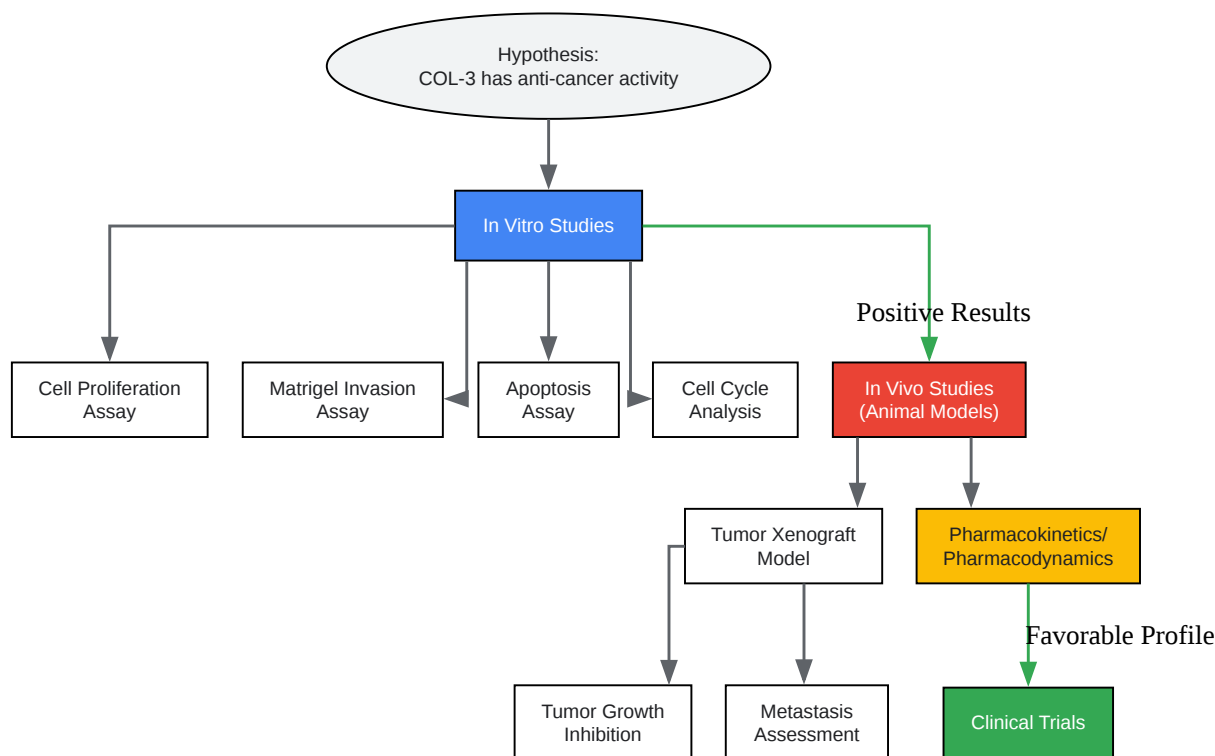 Hypothesis:
COL-3 has anti-cancer activity
In Vitro Studies
Positive Results
Cell Proliferation
Assay
Matrigel Invasion
Assay
Apoptosis
Assay
Cell Cycle
Analysis
In Vivo Studies
(Animal Models)
Tumor Xenograft
Model
Pharmacokinetics/
Pharmacodynamics
Favorable Profile
Tumor Growth
Inhibition
Metastasis
Assessment
Clinical Trials